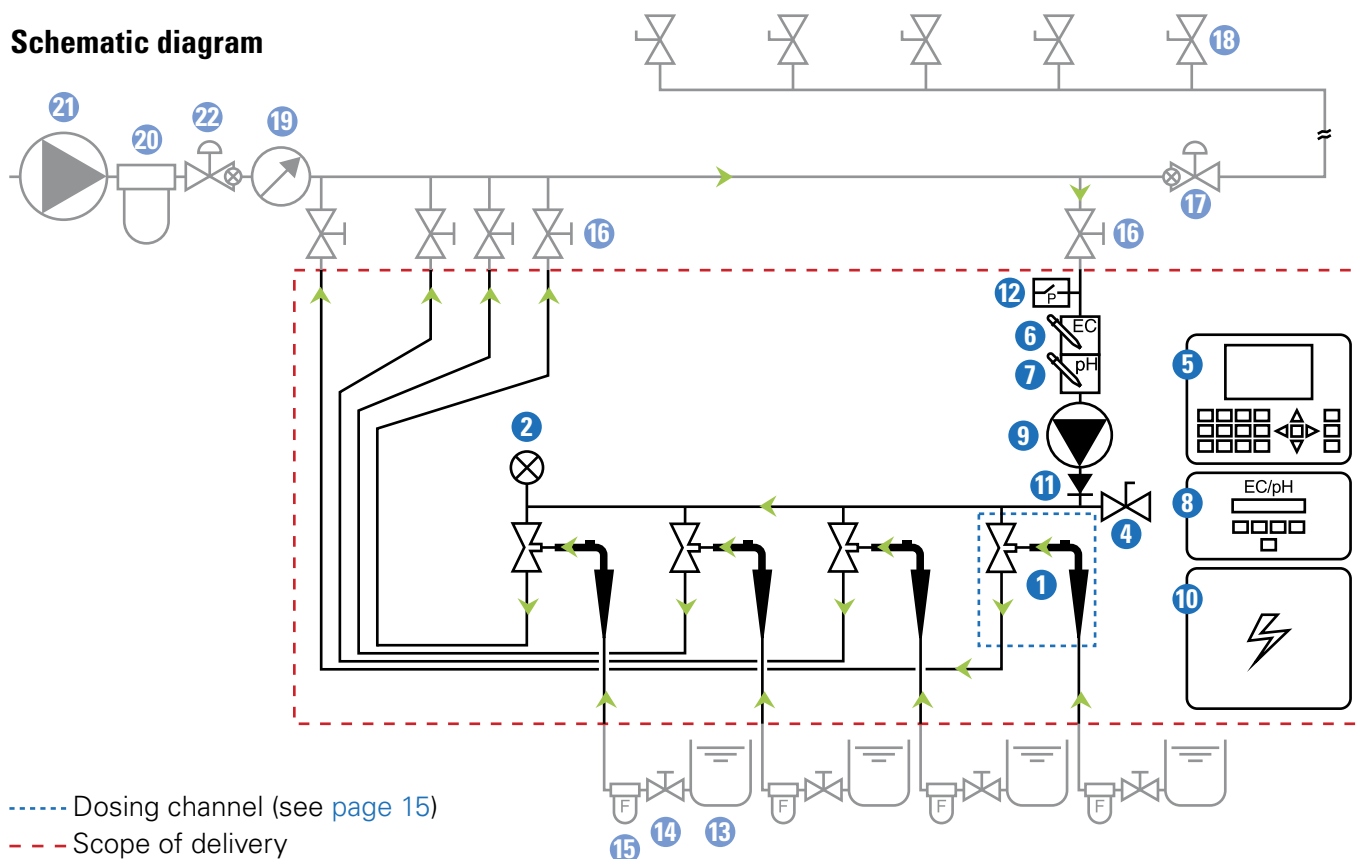 Schematic diagram
18
21
20
22
19
17
16
16
12
P
6
EC
7
pH
5
9
2
11
8
EC/pH
4
1
10
F
F
F
F
15
14
13
Dosing channel (see page 15)
Scope of delivery